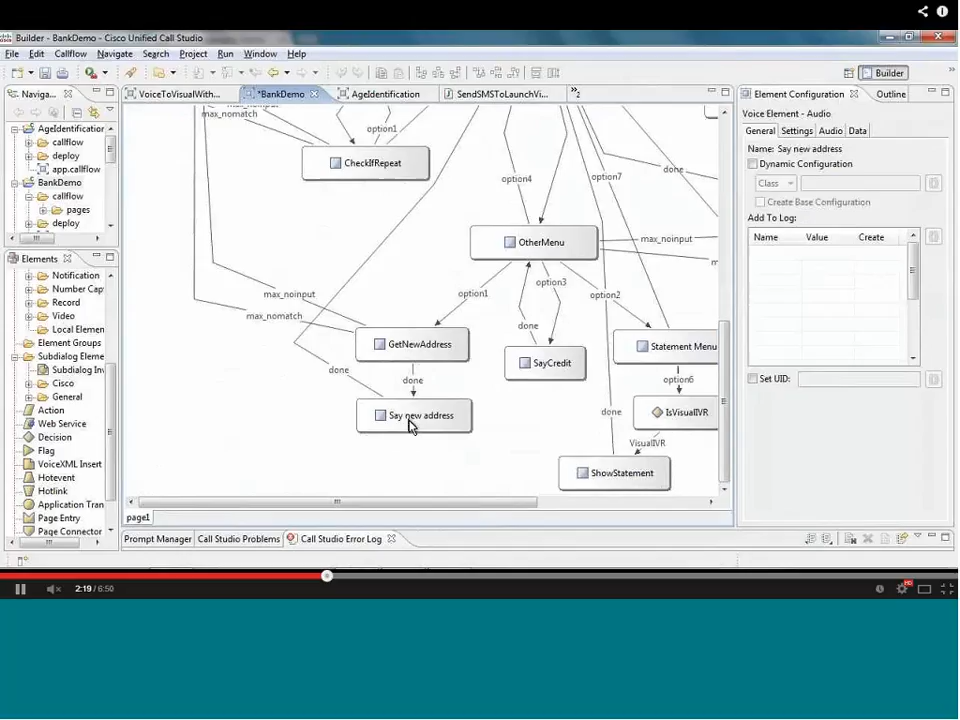 Builder - BankDemo - Cisco Unified Call Studio
File Edit Callflow Navigate Search Project Run Window Help
Builder
Naviga...
VoiceToVisualWith...
*BankDemo
AgeIdentification
SendSMSToLaunchVi...
»2
Element Configuration
Outline
AgeIdentification
callflow
deploy
app.callflow
BankDemo
callflow
pages
deploy
Elements
Notification
Number Cap
Record
Video
Local Elemen
Element Groups
Subdialog Eleme
Subdialog Inv
Cisco
General
Action
Web Service
Decision
Flag
VoiceXML Insert
Hotevent
Hotlink
Application Tran
Page Entry
Page Connector
max_nomatch
option1
CheckIfRepeat
option4
option7
done
OtherMenu
max_noinput
option1
option3
option2
max_noinput
max_nomatch
done
GetNewAddress
SayCredit
Statement Menu
done
done
option6
Say new address
done
IsVisualIVR
VisualIVR
ShowStatement
page1
Prompt Manager
Call Studio Problems
Call Studio Error Log
Voice Element - Audio
General
Settings
Audio
Data
Name: Say new address
Dynamic Configuration
Class
Create Base Configuration
Add To Log:
Name
Value
Create
Set UID:
2:19 / 6:50
HD